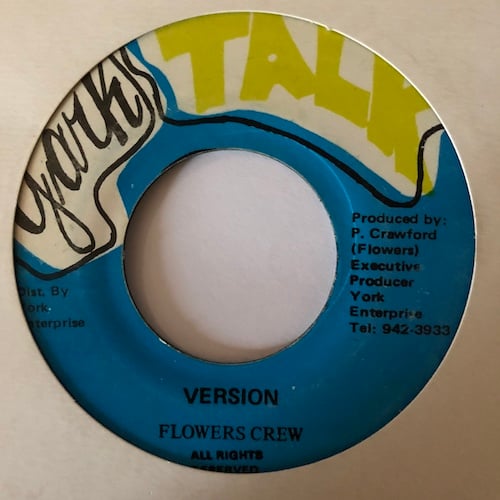 York
TALK
Produced by:
P. Crawford
(Flowers)
Executive
Producer
York
Enterprise
Tel: 942-3933
Dist. By
York
Enterprise
VERSION
FLOWERS CREW
ALL RIGHTS
RESERVED